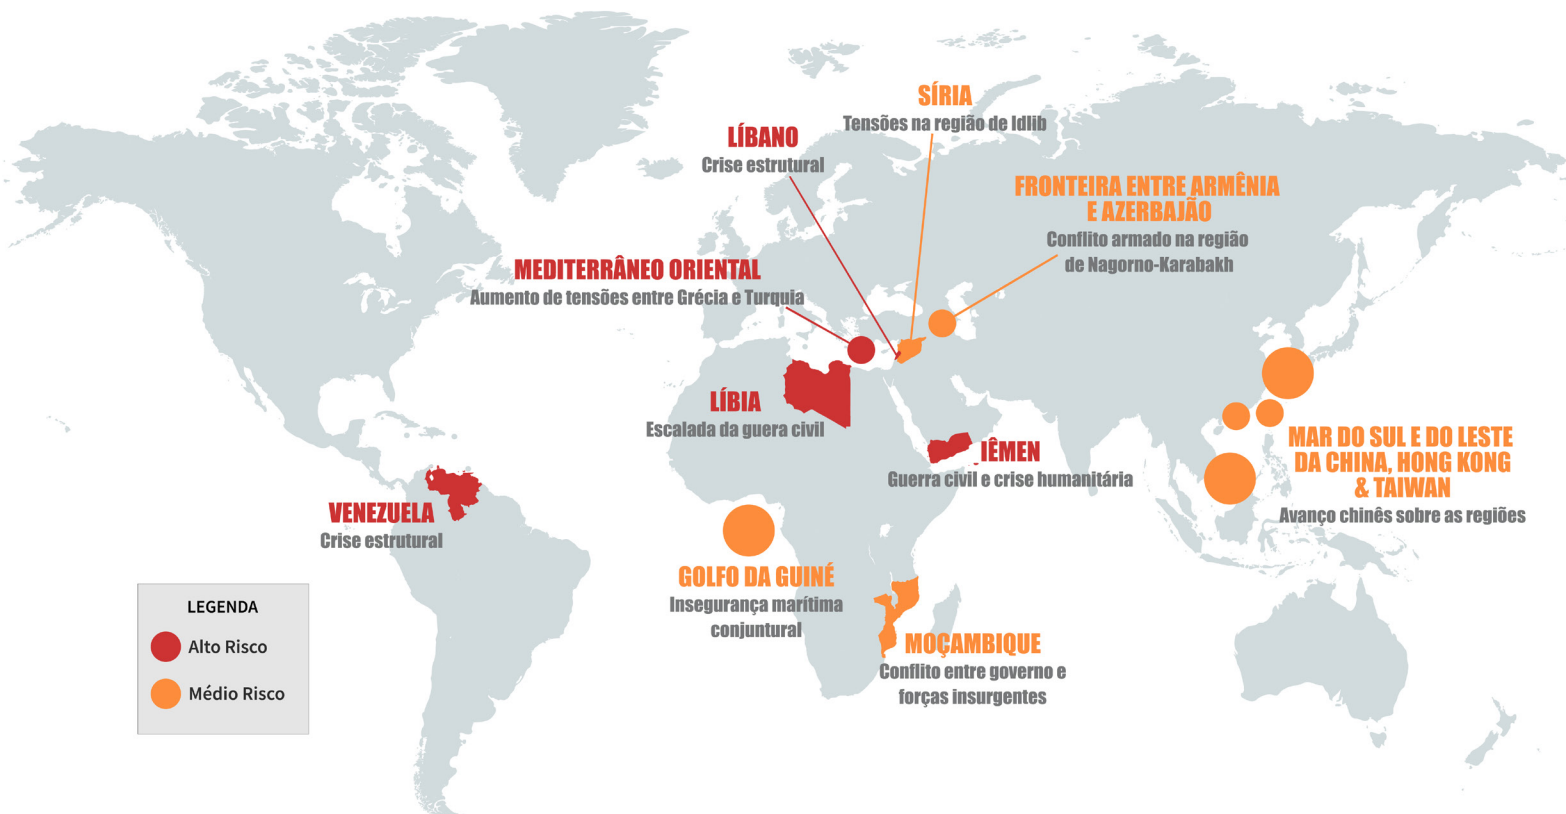 SÍRIA
Tensões na região de Idlib
LÍBANO
Crise estrutural
FRONTEIRA ENTRE ARMÊNIA
E AZERBAJÃO
Conflito armado na região
de Nagorno-Karabakh
MEDITERRÂNEO ORIENTAL
Aumento de tensões entre Grécia e Turquia
LÍBIA
Escalada da guera civil
IÊMEN
Guerra civil e crise humanitária
MAR DO SUL E DO LESTE
DA CHINA, HONG KONG
& TAIWAN
Avanço chinês sobre as regiões
VENEZUELA
Crise estrutural
GOLFO DA GUINÉ
Insegurança marítima
conjuntural
MOÇAMBIQUE
Conflito entre governo e
forças insurgentes
LEGENDA
Alto Risco
Médio Risco